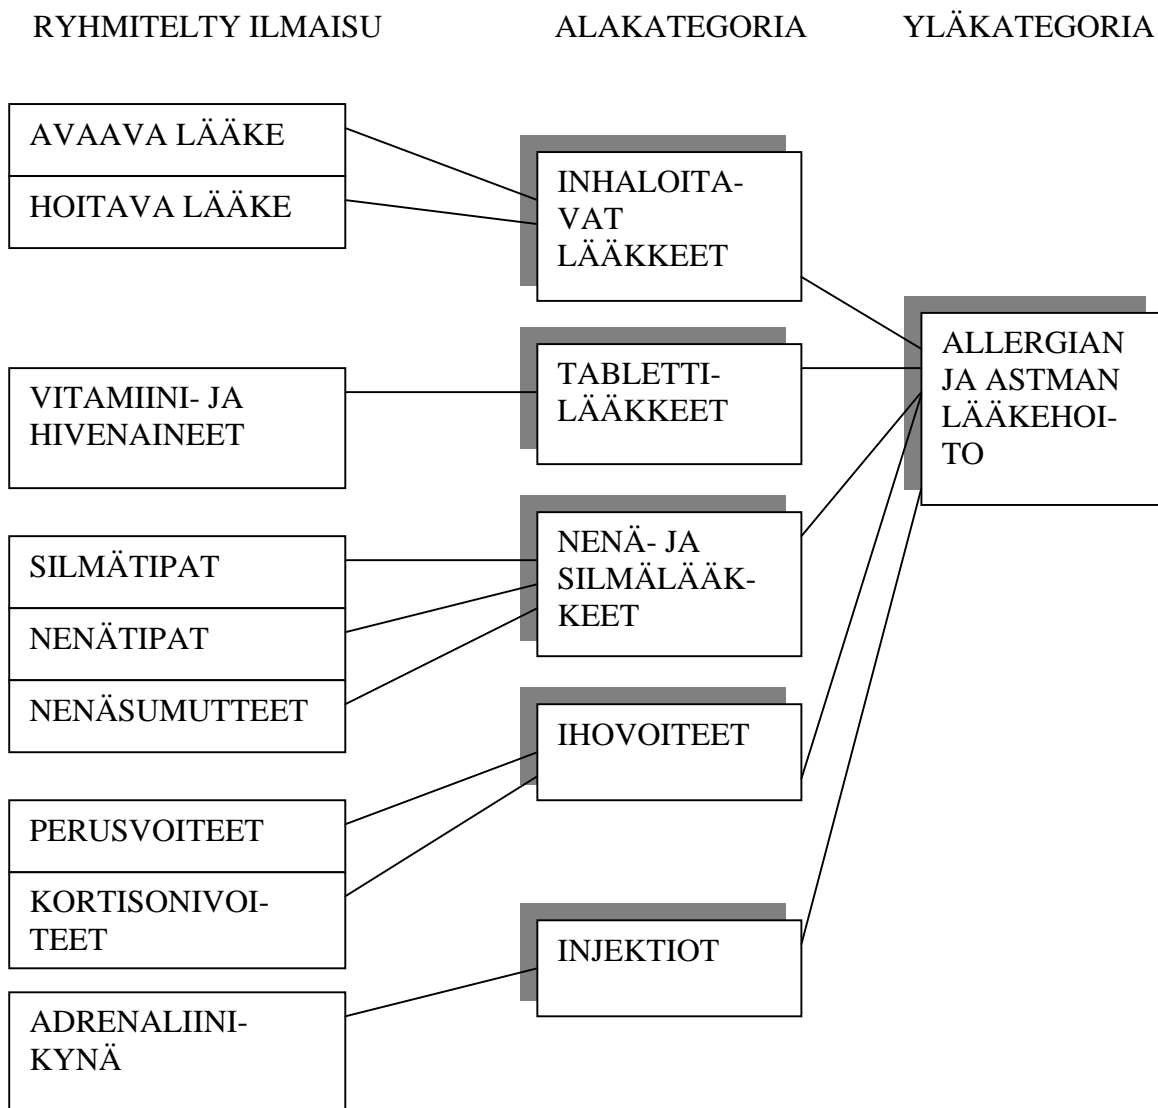 RYHMITELTY ILMAISU
ALAKATEGORIA
YLÄKATEGORIA
AVAAVA LÄÄKE
HOITAVA LÄÄKE
VITAMIINI- JA
HIVENAINEET
SILMÄTIPAT
NENÄTIPAT
NENÄSUMUTTEET
PERUSVOITEET
KORTISONIVOI-
TEET
ADRENALIINI-
KYNÄ
INHALOITA-
VAT
LÄÄKKEET
TABLETTI-
LÄÄKKEET
NENÄ- JA
SILMÄLÄÄK-
KEET
IHOVOITEET
INJEKTIOT
ALLERGIAN
JA ASTMAN
LÄÄKEHOI-
TO